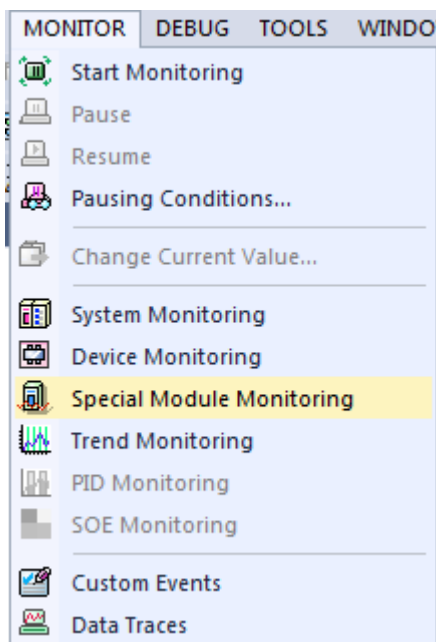 MONITOR DEBUG TOOLS WINDO
Start Monitoring
Pause
Resume
Pausing Conditions...
Change Current Value...
System Monitoring
Device Monitoring
Special Module Monitoring
Trend Monitoring
PID Monitoring
SOE Monitoring
Custom Events
Data Traces